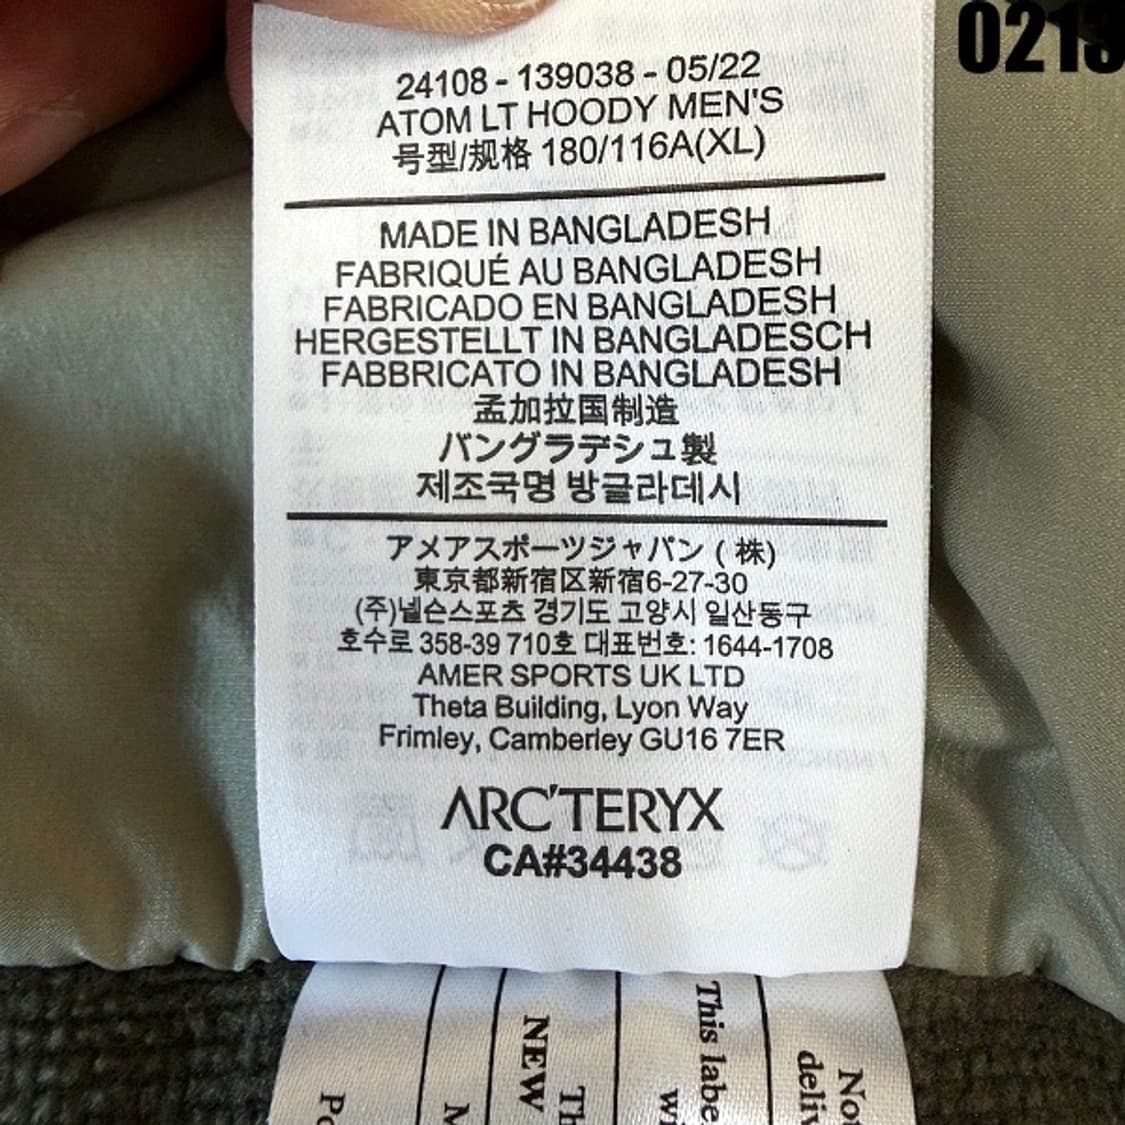 0213
24108 - 139038 - 05/22
ATOM LT HOODY MEN'S
号型/规格 180/116A(XL)
MADE IN BANGLADESH
FABRIQUÉ AU BANGLADESH
FABRICADO EN BANGLADESH
HERGESTELLT IN BANGLADESCH
FABBRICATO IN BANGLADESH
孟加拉国制造
バングラデシュ製
제조국명 방글라데시
アメアスポーツジャパン ( 株)
東京都新宿区新宿6-27-30
(주)넬슨스포츠 경기도 고양시 일산동구
호수로 358-39 710호 대표번호: 1644-1708
AMER SPORTS UK LTD
Theta Building, Lyon Way
Frimley, Camberley GU16 7ER
ARC'TERYX
CA#34438
This
NEW